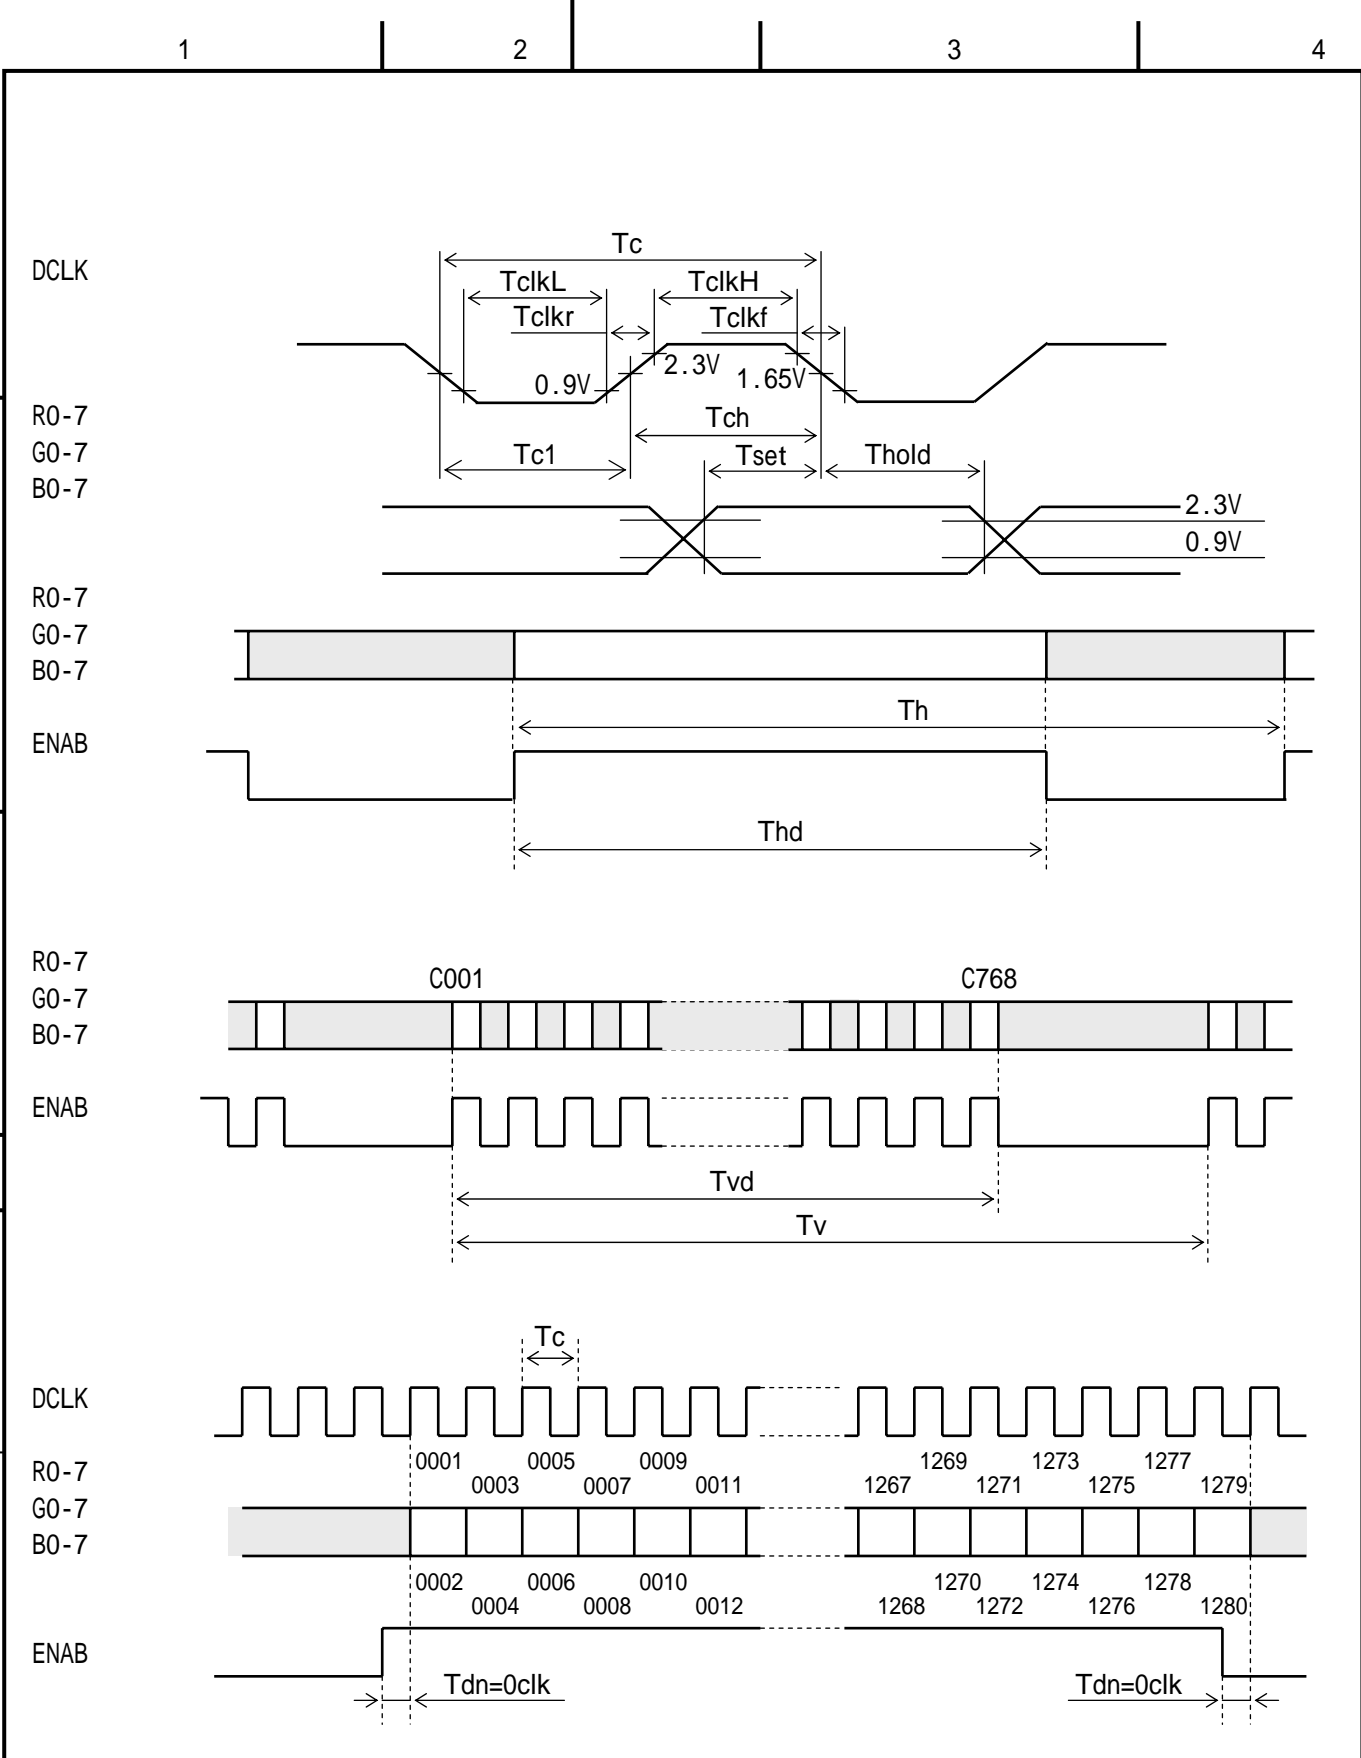 1 2 3 4
Tc
DCLK
TclkL TclkH
Tclkr Tclkf
2.3V 1.65V
0.9V
R0-7
Tch
G0-7
Tc1 Tset Thold
B0-7
2.3V
0.9V
R0-7
G0-7
B0-7
Th
ENAB
Thd
R0-7
C001 C768
G0-7
B0-7
ENAB
Tvd
Tv
Tc
DCLK
0001 0005 0009 1269 1273 1277
R0-7
0003 0007 0011 1267 1271 1275 1279
G0-7
B0-7
0002 0006 0010 1270 1274 1278
0004 0008 0012 1268 1272 1276 1280
ENAB
Tdn=0clk Tdn=0clk